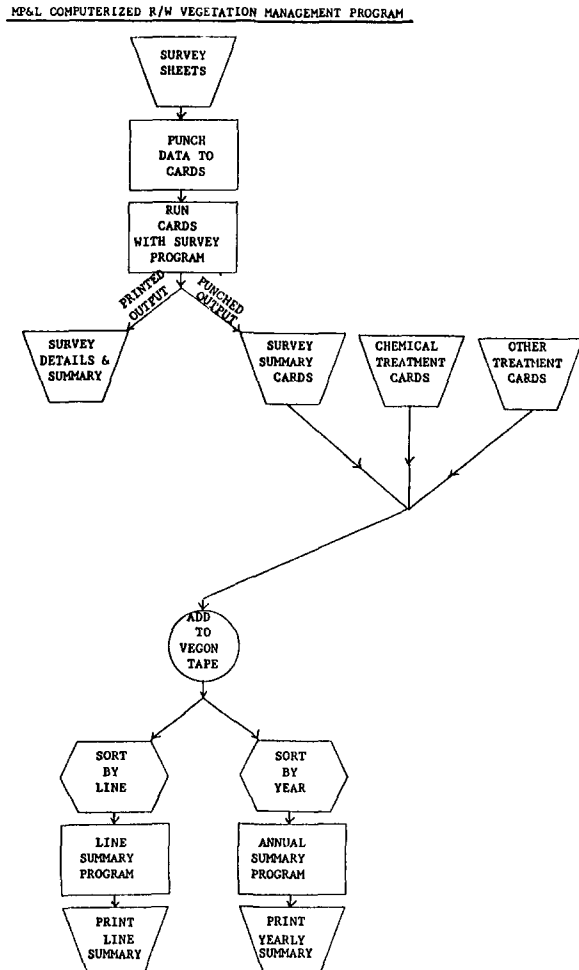 MP&L COMPUTERIZED R/W VEGETATION MANAGEMENT PROGRAM
SURVEY
SHEETS
PUNCH
DATA TO
CARDS
RUN
CARDS
WITH SURVEY
PROGRAM
PRINTED
OUTPUT
PUNCHED
OUTPUT
SURVEY
DETAILS &
SUMMARY
SURVEY
SUMMARY
CARDS
CHEMICAL
TREATMENT
CARDS
OTHER
TREATMENT
CARDS
ADD
TO
VEGON
TAPE
SORT
BY
LINE
SORT
BY
YEAR
LINE
SUMMARY
PROGRAM
ANNUAL
SUMMARY
PROGRAM
PRINT
LINE
SUMMARY
PRINT
YEARLY
SUMMARY